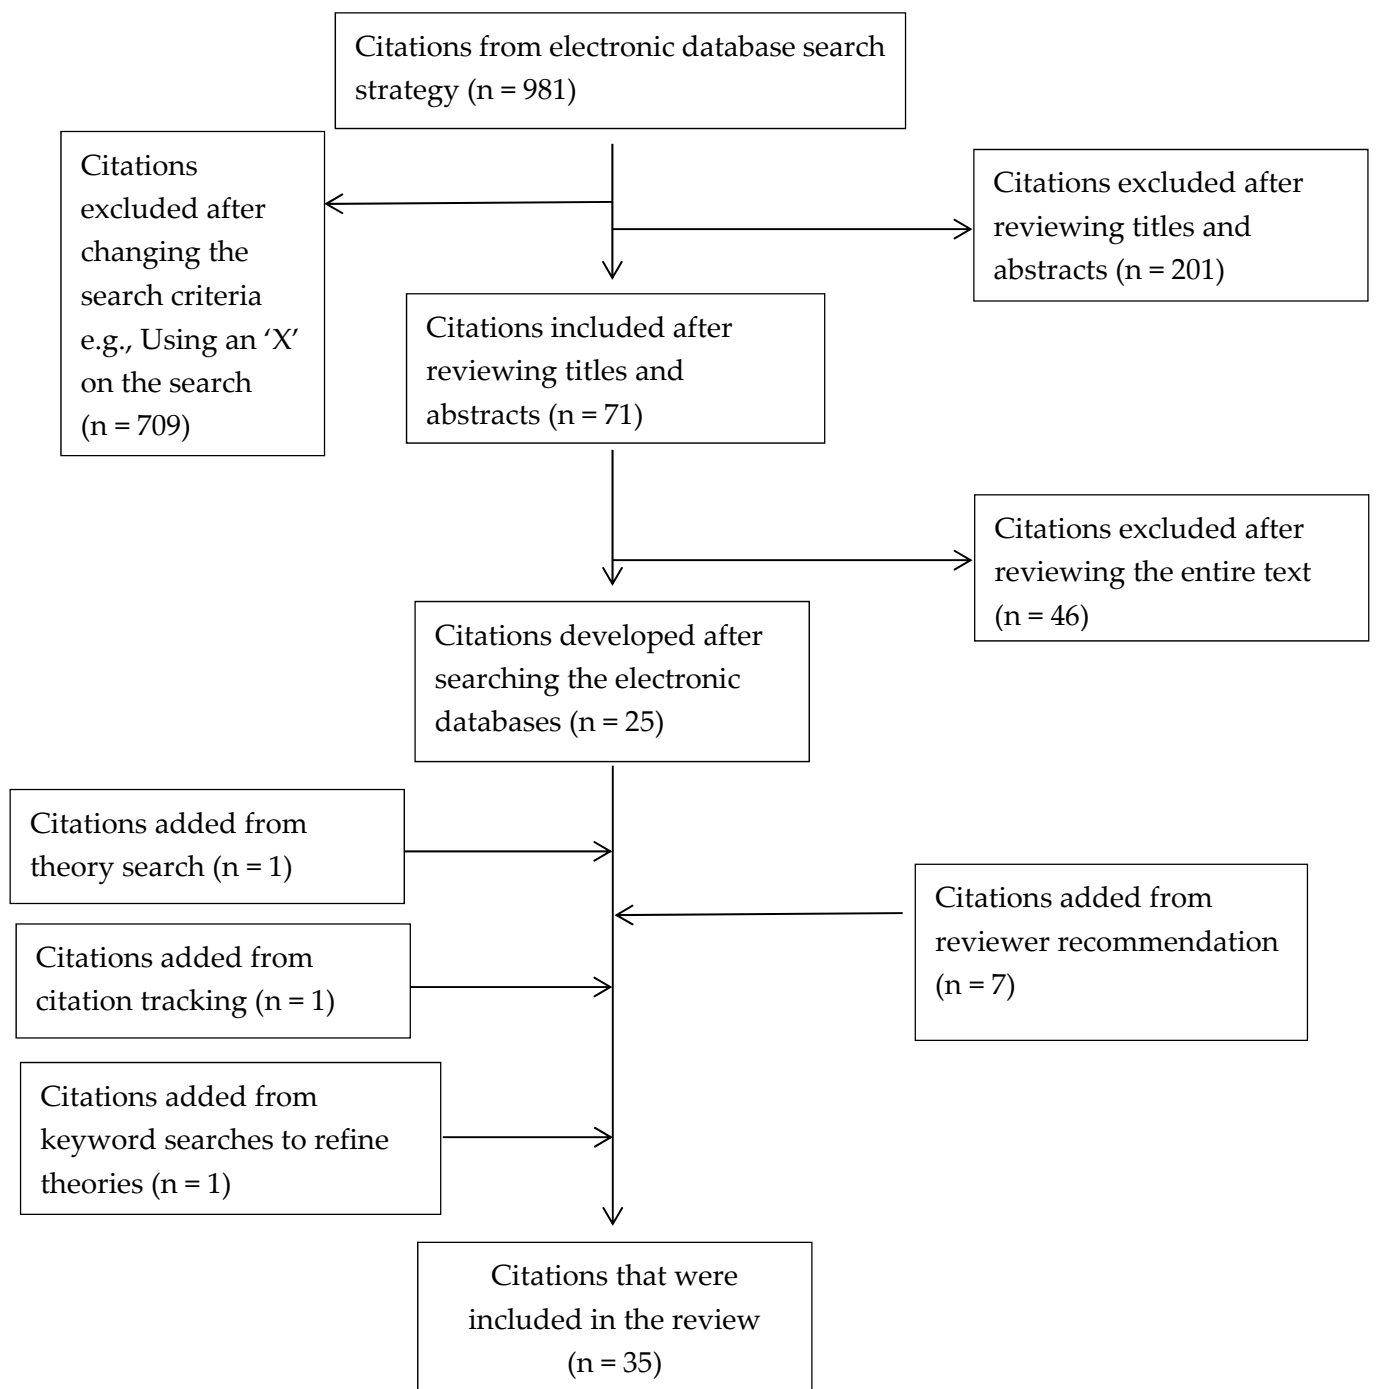 Citations from electronic database search
strategy (n = 981)
Citations
excluded after
changing the
search criteria
e.g., Using an ‘X’
on the search
(n = 709)
Citations excluded after
reviewing titles and
abstracts (n = 201)
Citations included after
reviewing titles and
abstracts (n = 71)
Citations excluded after
reviewing the entire text
(n = 46)
Citations developed after
searching the electronic
databases (n = 25)
Citations added from
theory search (n = 1)
Citations added from
reviewer recommendation
(n = 7)
Citations added from
citation tracking (n = 1)
Citations added from
keyword searches to refine
theories (n = 1)
Citations that were
included in the review
(n = 35)